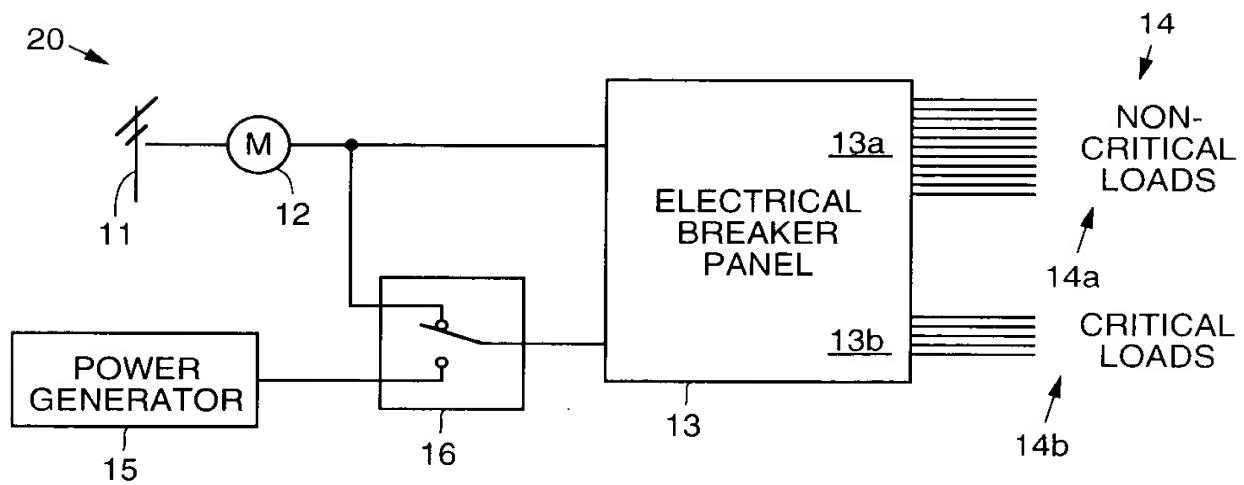 20
14
M
13a
NON-
CRITICAL
LOADS
11
12
ELECTRICAL
BREAKER
PANEL
14a
13b
CRITICAL
LOADS
POWER
GENERATOR
15
16
13
14b